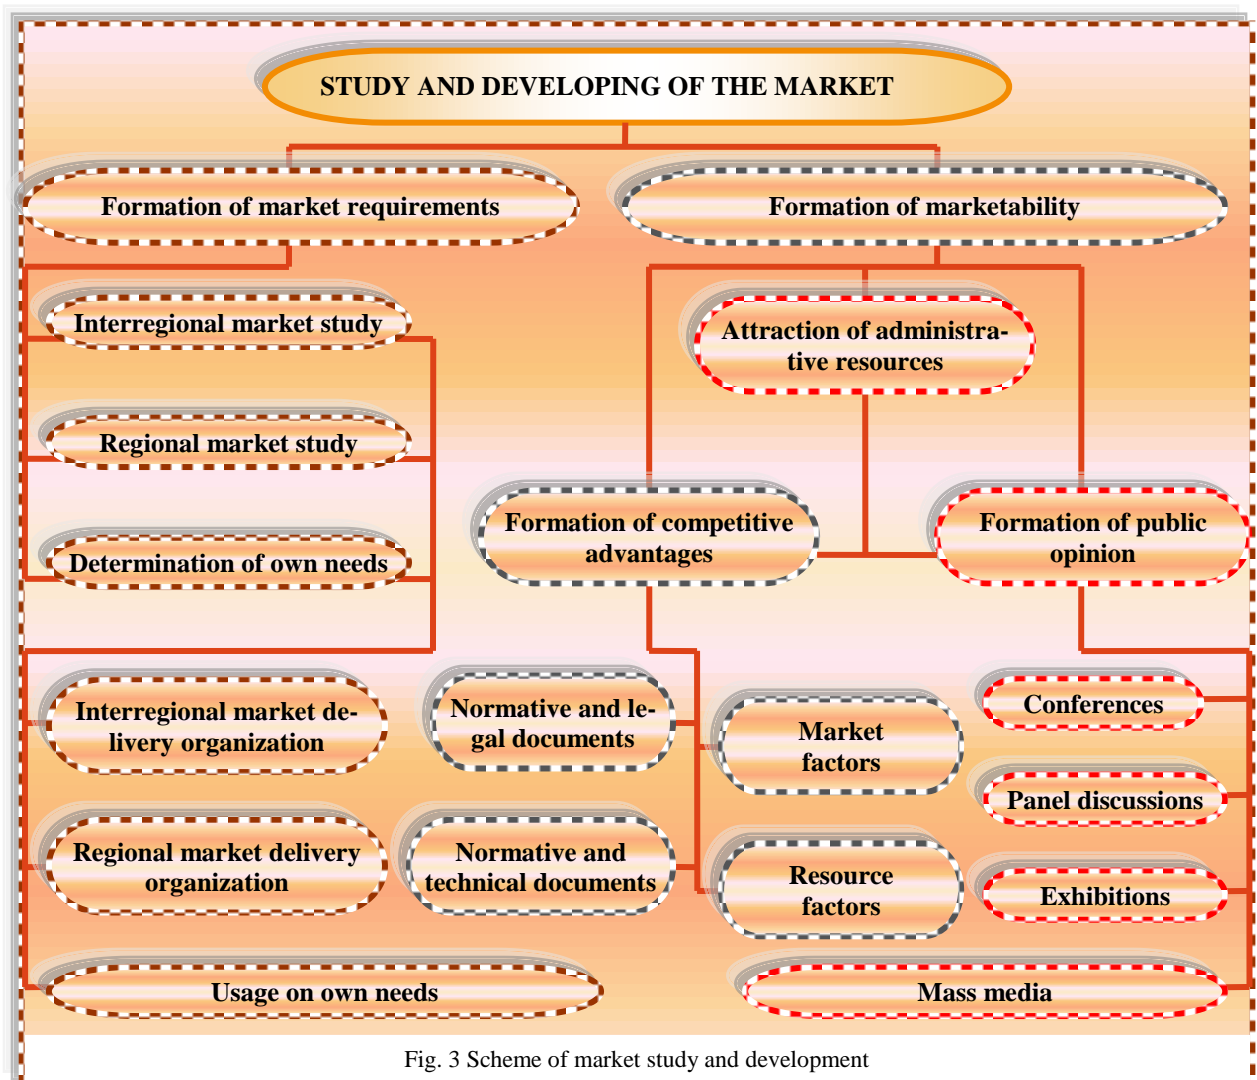 STUDY AND DEVELOPING OF THE MARKET
Formation of market requirements
Formation of marketability
Interregional market study
Attraction of administra-
tive resources
Regional market study
Formation of competitive
advantages
Formation of public
opinion
Determination of own needs
Interregional market de-
livery organization
Normative and le-
gal documents
Market
factors
Conferences
Panel discussions
Regional market delivery
organization
Normative and
technical documents
Resource
factors
Exhibitions
Usage on own needs
Mass media
Fig. 3 Scheme of market study and development